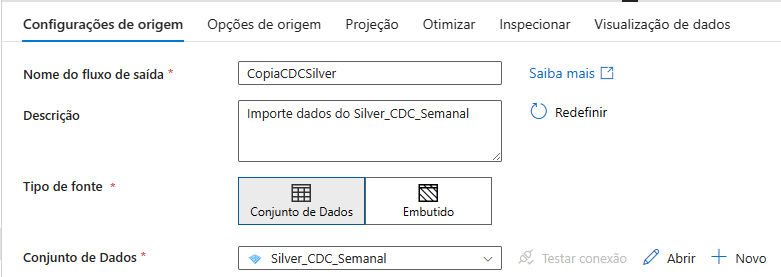 Configurações de origem Opções de origem Projeção Otimizar Inspecionar Visualização de dados
Nome do fluxo de saída * CopiaCDCSilver Saiba mais
Descrição Importe dados do Silver_CDC_Semanal Redefinir
Tipo de fonte * Conjunto de Dados Embutido
Conjunto de Dados * Silver_CDC_Semanal Testar conexão Abrir Novo